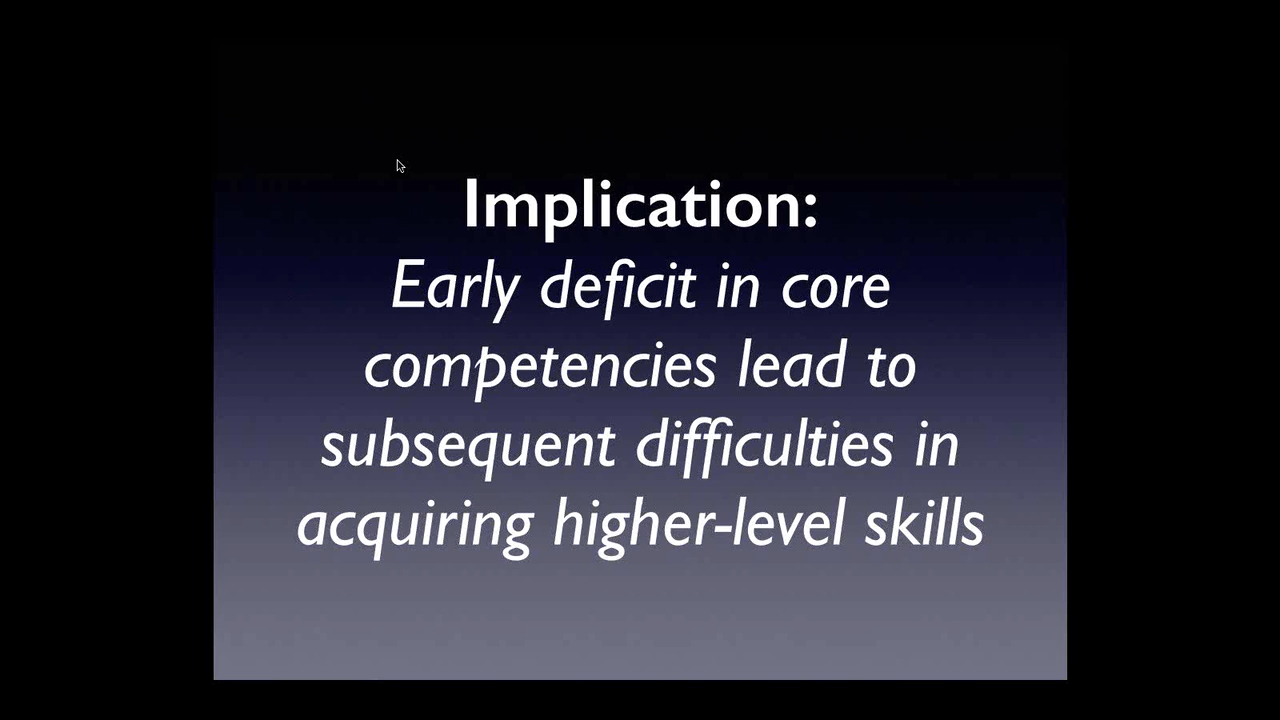 Implication:
Early deficit in core
competencies lead to
subsequent difficulties in
acquiring higher-level skills